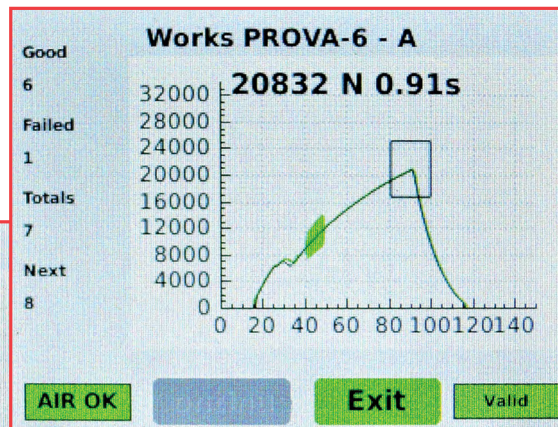 Works PROVA-6 - A
Good
6
Failed
1
Totals
7
Next
8
20832 N 0.91s
32000
28000
24000
20000
16000
12000
8000
4000
0
0 20 40 60 80 100 120 140
AIR OK
Exit
Valid